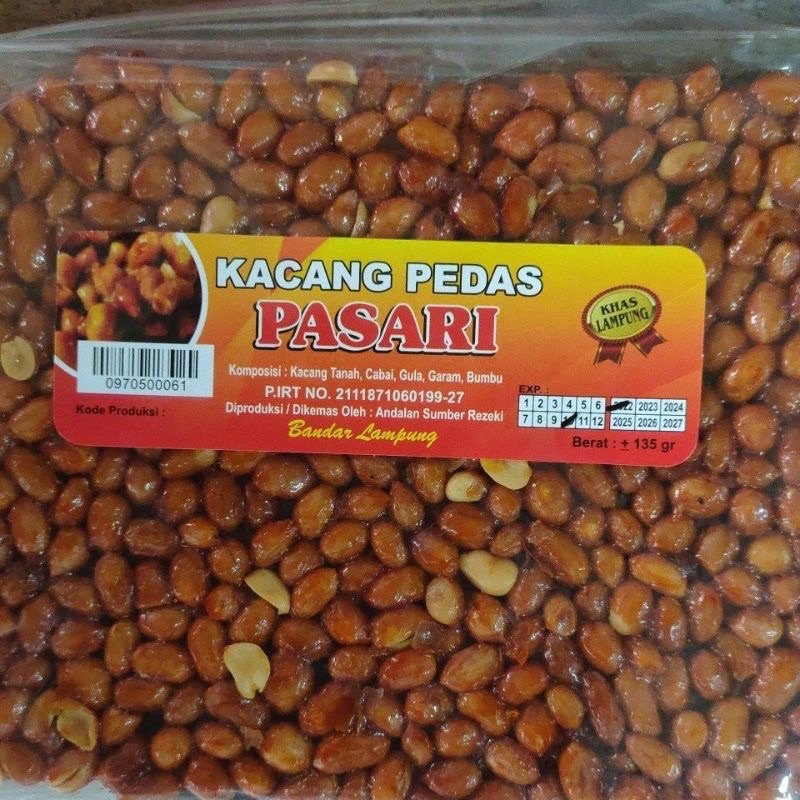 KACANG PEDAS
PASARI
KHAS
LAMPUNG
Komposisi : Kacang Tanah, Cabai, Gula, Garam, Bumbu
P.IRT NO. 2111871060199-27
Diproduksi / Dikemas Oleh : Andalan Sumber Rezeki
Bandar Lampung
0970500061
Kode Produksi :
EXP. :
1 2 3 4 5 6 2023 2024
7 8 9 11 12 2025 2026 2027
Berat : ± 135 gr